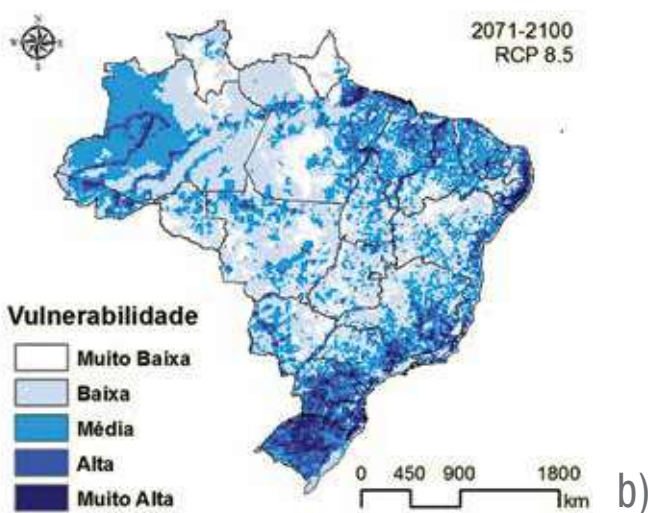 2071-2100
RCP 8.5
N
W
E
S
Vulnerabilidade
Muito Baixa
Baixa
Média
Alta
Muito Alta
0 450 900 1800
km
b)